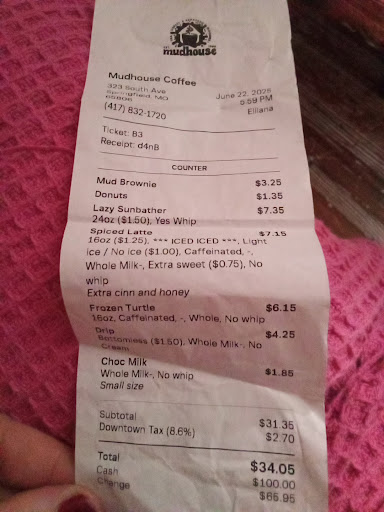 mudhouse
Mudhouse Coffee
323 South Ave
Springfield, MO
65806
(417) 832-1720
June 22, 2025
5:59 PM
Elliana
Ticket: B3
Receipt: d4nB
COUNTER
Mud Brownie $3.25
Donuts $1.35
Lazy Sunbather $7.35
24oz ($1.50), Yes Whip
Spiced Latte $7.15
16oz ($1.25), *** ICED ICED ***, Light
ice / No ice ($1.00), Caffeinated, -,
Whole Milk-, Extra sweet ($0.75), No
whip
Extra cinn and honey
Frozen Turtle $6.15
16oz, Caffeinated, -, Whole, No whip
Drip $4.25
Bottomless ($1.50), Whole Milk-, No
Cream
Choc Milk $1.85
Whole Milk-, No whip
Small size
Subtotal $31.35
Downtown Tax (8.6%) $2.70
Total $34.05
Cash $100.00
Change $65.95